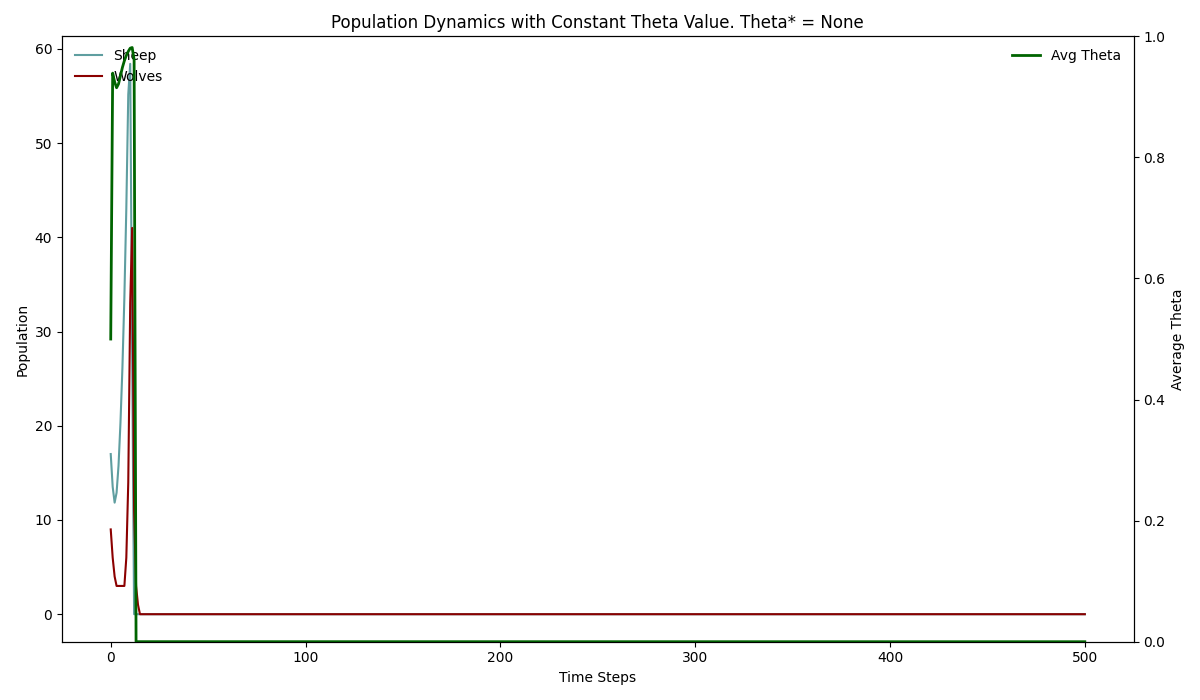 Population Dynamics with Constant Theta Value. Theta* = None
Sheep
Wolves
Avg Theta
60
50
40
30
20
10
0
Population
1.0
0.8
0.6
0.4
0.2
0.0
Average Theta
0 100 200 300 400 500
Time Steps